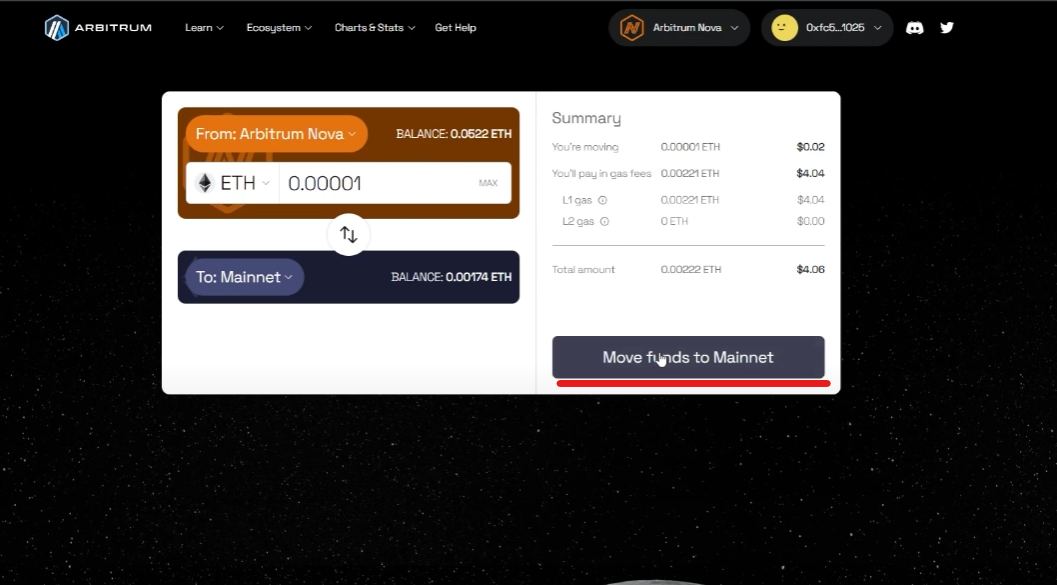 ARBITRUM Learn Ecosystem Charts & Stats Get Help Arbitrum Nova 0xfc5...1025
From: Arbitrum Nova BALANCE: 0.0522 ETH
ETH 0.00001 MAX
To: Mainnet BALANCE: 0.00174 ETH
Summary
You're moving 0.00001 ETH $0.02
You'll pay in gas fees 0.00221 ETH $4.04
L1 gas 0.00221 ETH $4.04
L2 gas 0 ETH $0.00
Total amount 0.00222 ETH $4.06
Move funds to Mainnet